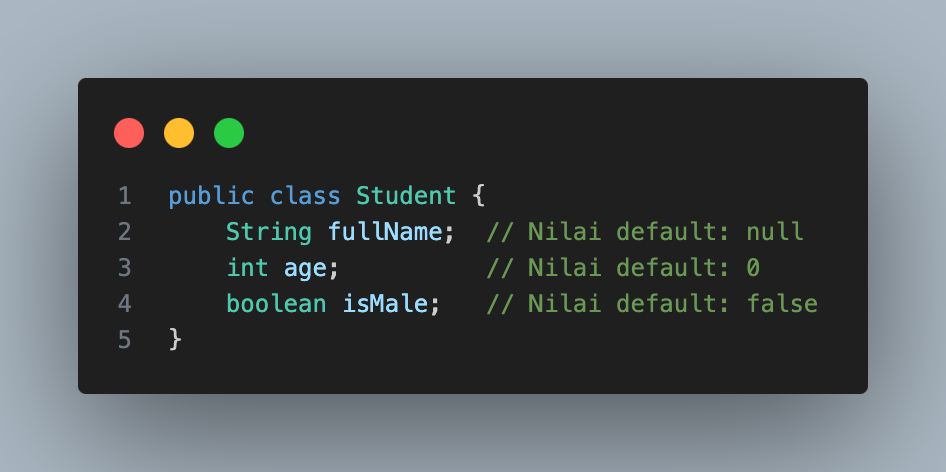 1 public class Student {
2     String fullName;  // Nilai default: null
3     int age;          // Nilai default: 0
4     boolean isMale;   // Nilai default: false
5 }